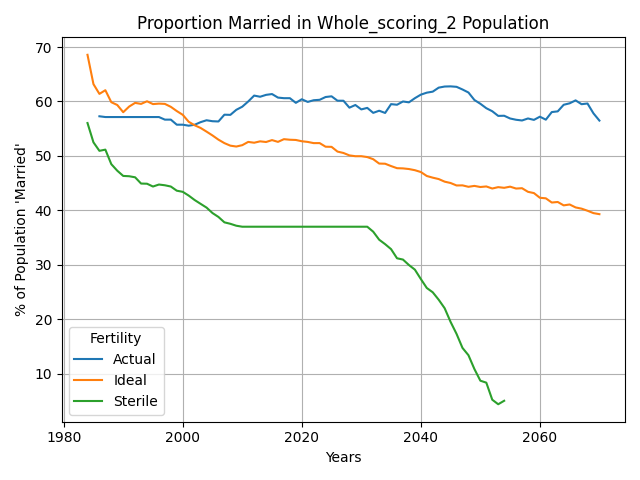 Proportion Married in Whole_scoring_2 Population
% of Population 'Married'
70
60
50
40
30
20
10
Fertility
Actual
Ideal
Sterile
1980 2000 2020 2040 2060
Years